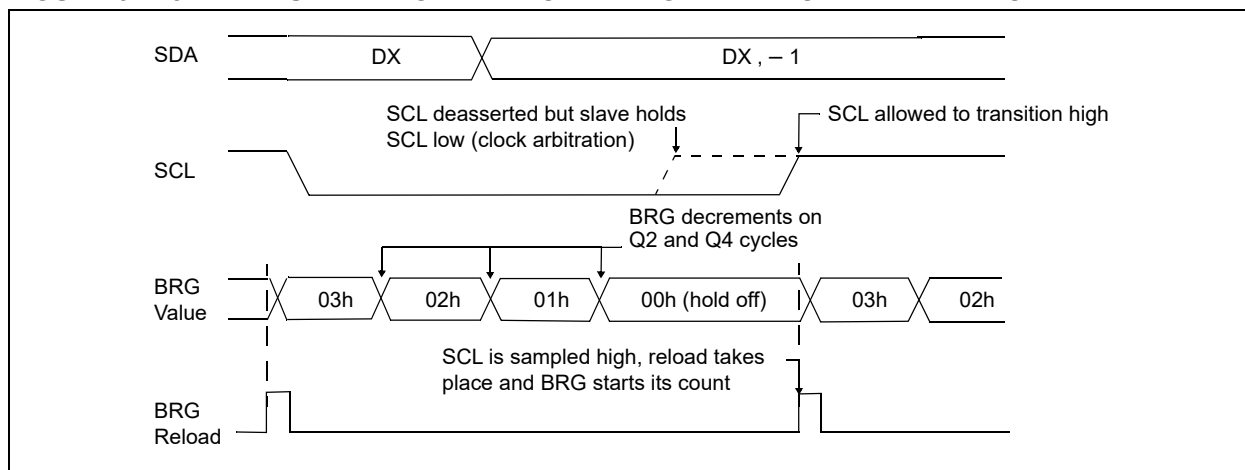 SDA
DX
DX , – 1
SCL deasserted but slave holds
SCL low (clock arbitration)
SCL allowed to transition high
SCL
BRG decrements on
Q2 and Q4 cycles
BRG
Value
03h
02h
01h
00h (hold off)
03h
02h
SCL is sampled high, reload takes
place and BRG starts its count
BRG
Reload